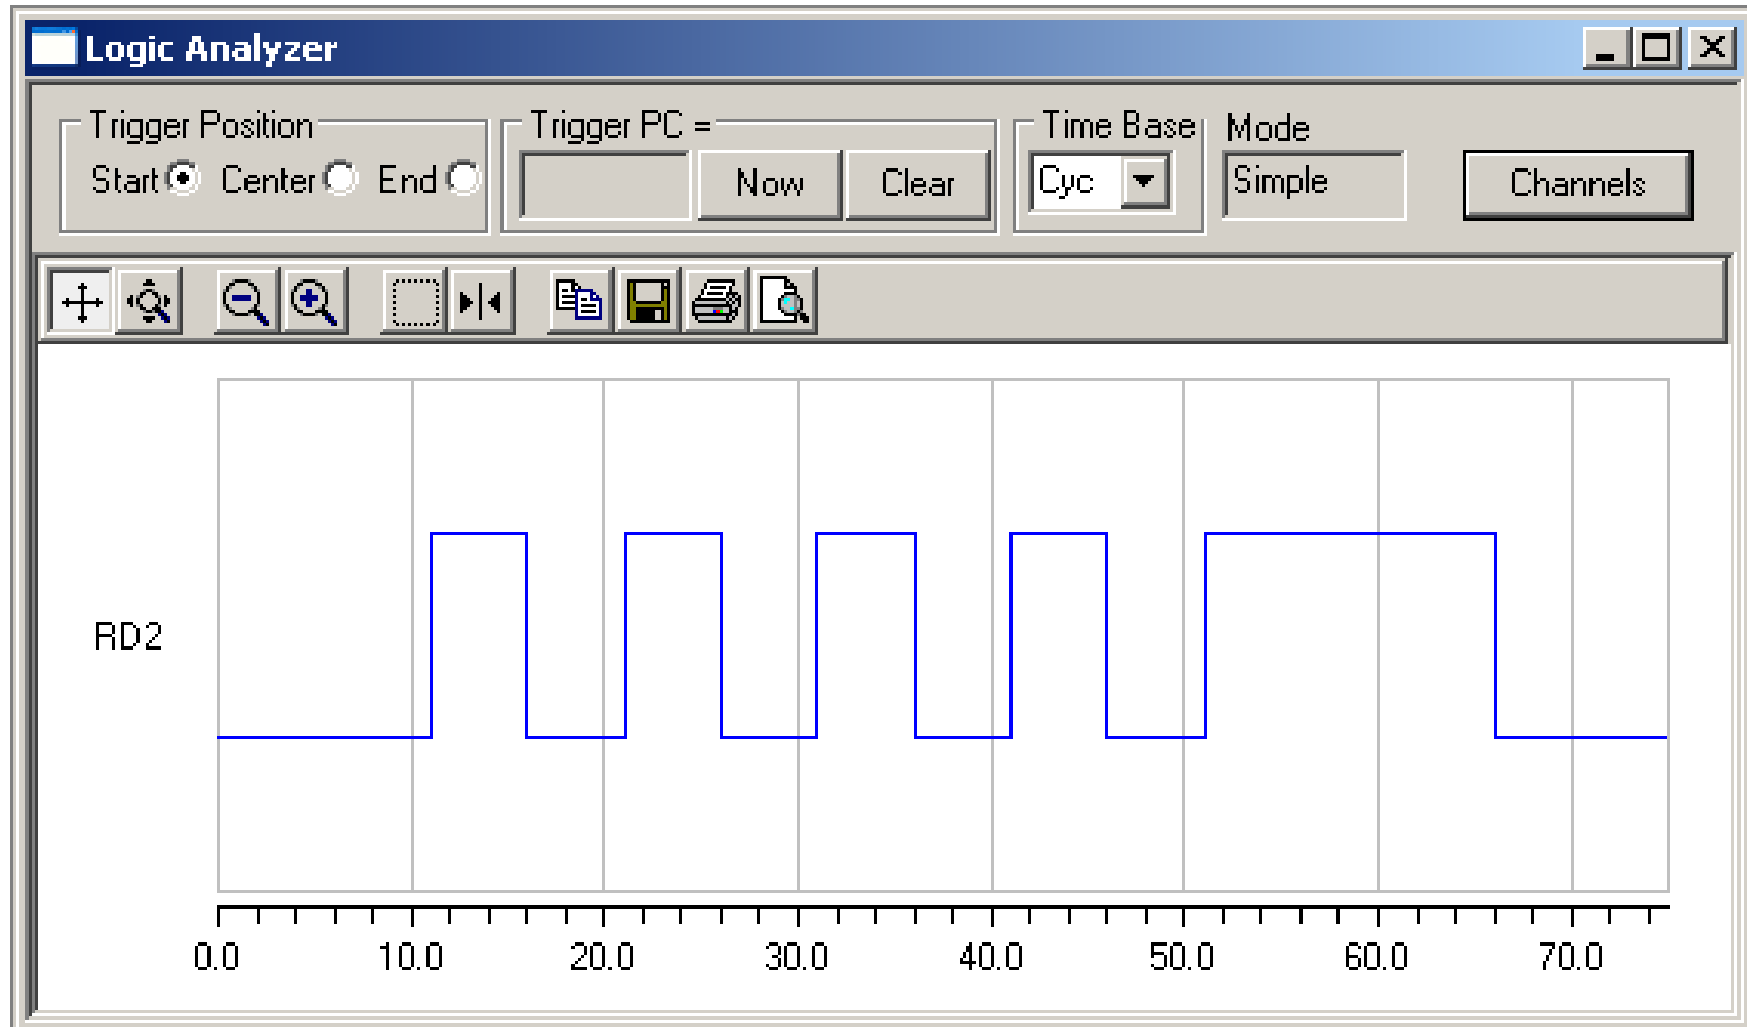 Logic Analyzer
Trigger Position
Trigger PC =
Time Base
Mode
Start Center End
Now Clear
Cyc
Simple
Channels
RD2
0.0 10.0 20.0 30.0 40.0 50.0 60.0 70.0